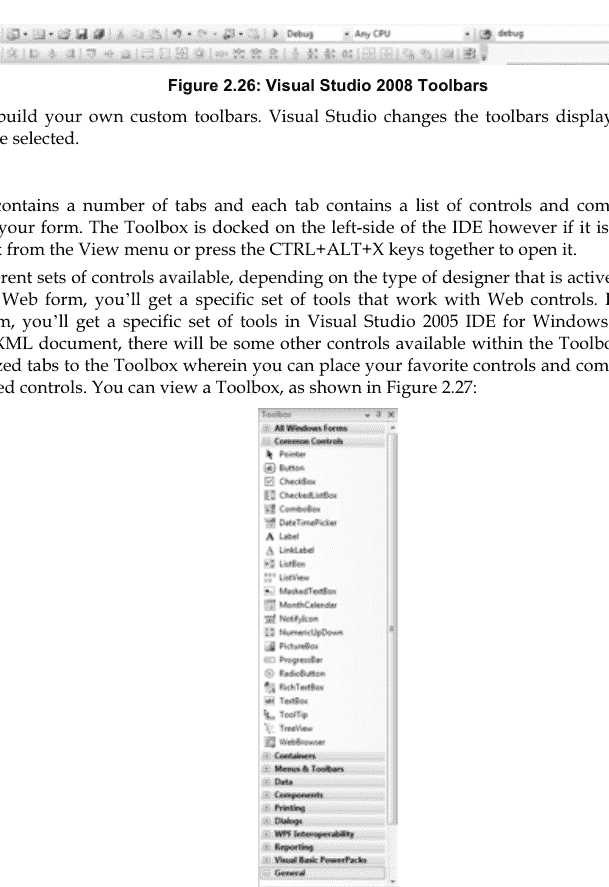 Debug
Any CPU
debug
Figure 2.26: Visual Studio 2008 Toolbars
build your own custom toolbars. Visual Studio changes the toolbars display
e selected.
contains a number of tabs and each tab contains a list of controls and com
your form. The Toolbox is docked on the left-side of the IDE however if it is
from the View menu or press the CTRL+ALT+X keys together to open it.
erent sets of controls available, depending on the type of designer that is active
Web form, you'll get a specific set of tools that work with Web controls.
m, you'll get a specific set of tools in Visual Studio 2005 IDE for Windows
XML document, there will be some other controls available within the Toolbo
zed tabs to the Toolbox wherein you can place your favorite controls and com
ed controls. You can view a Toolbox, as shown in Figure 2.27:
Toolbox
All Windows Forms
Common Controls
Pointer
Button
CheckBox
CheckedListBox
ComboBox
DateTimePicker
Label
LinkLabel
ListBox
ListView
MaskedTextBox
MonthCalendar
NotifyIcon
NumericUpDown
PictureBox
ProgressBar
RadioButton
RichTextBox
TextBox
ToolTip
TreeView
WebBrowser
Containers
Menus & Toolbars
Data
Components
Printing
Dialogs
WPF Interoperability
Reporting
Visual Basic PowerPacks
General